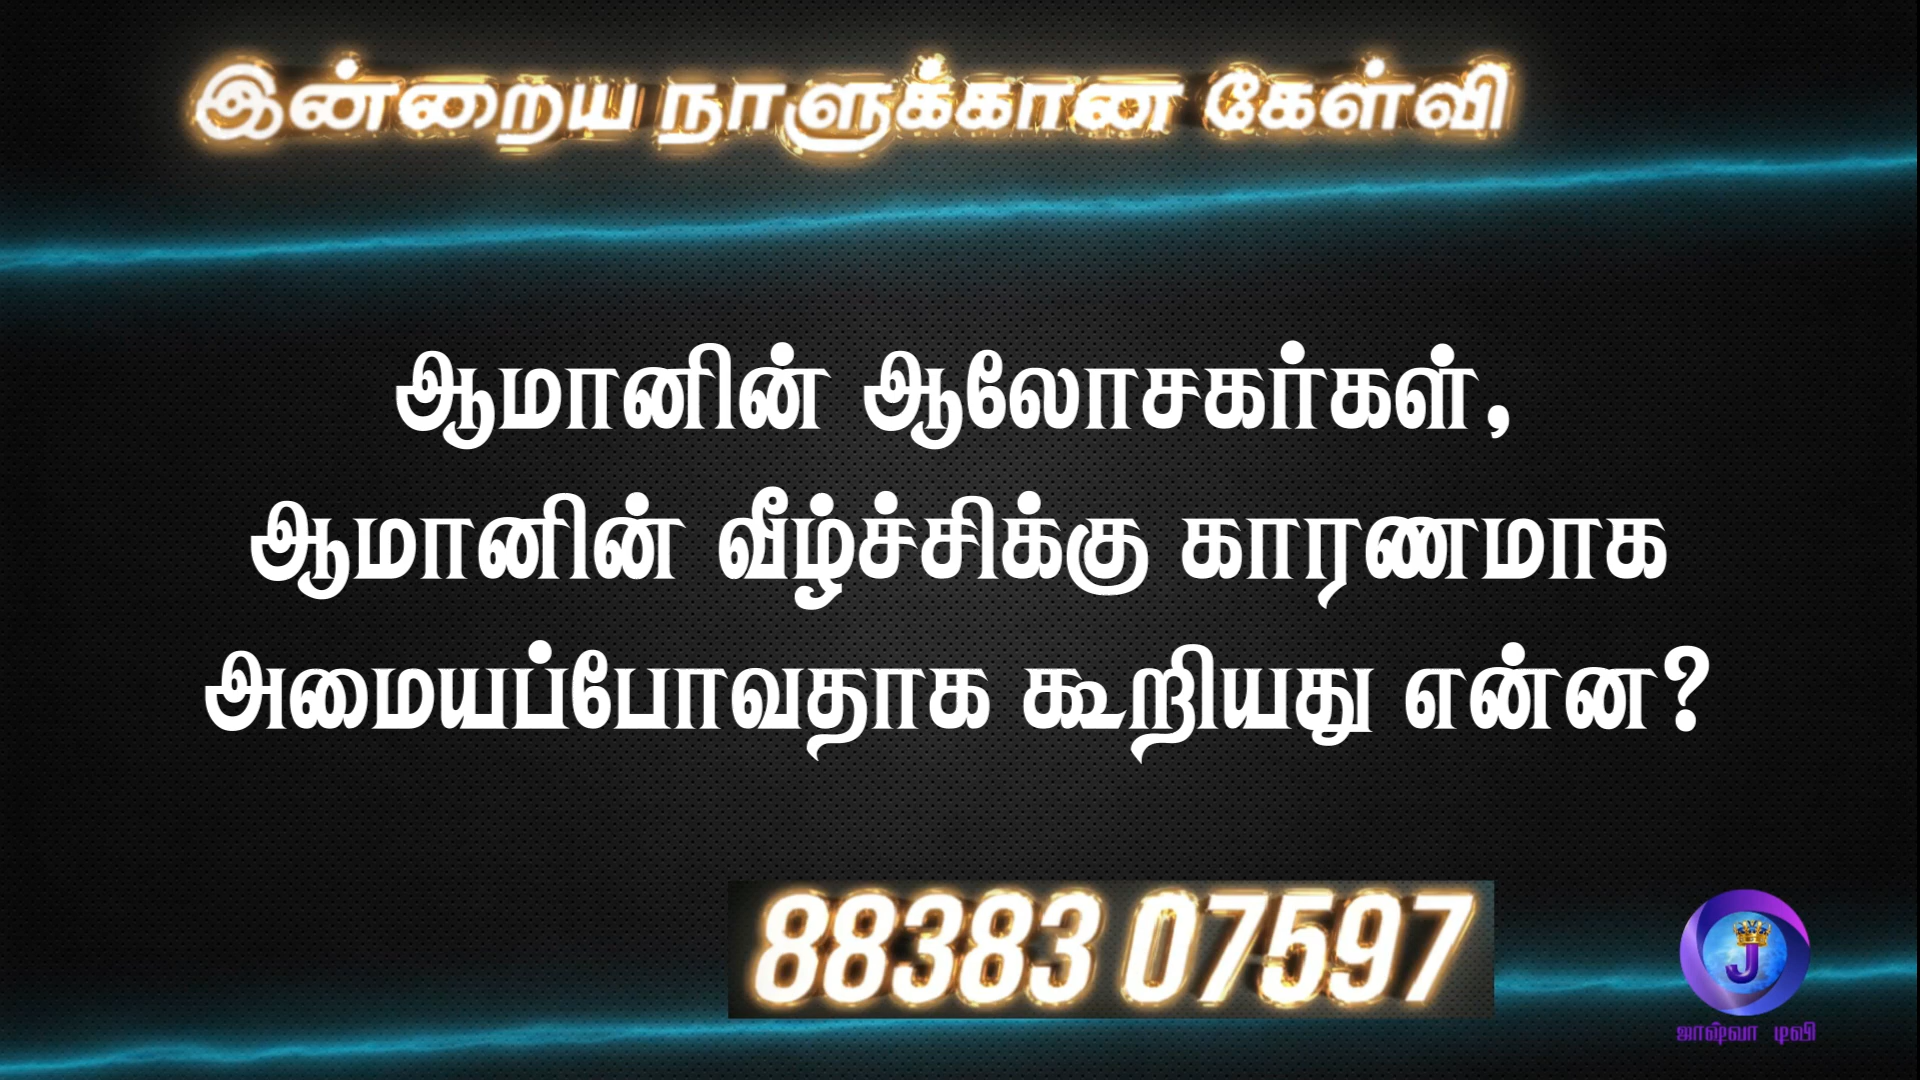 இன்றைய நாளுக்கான கேள்வி
ஆமானின் ஆலோசகர்கள்,
ஆமானின் வீழ்ச்சிக்கு காரணமாக
அமையப்போவதாக கூறியது என்ன?
88383 07597
J
ஜாஷ்வா டிவி